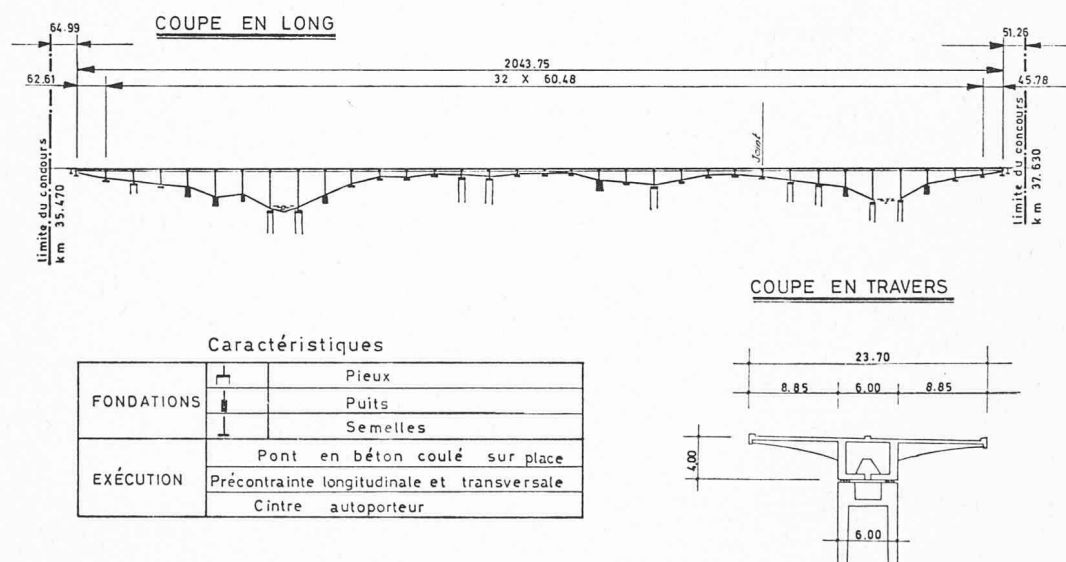 COUPE EN LONG
64.99
51.26
2043.75
62.61
32 X 60.48
45.78
limite du concours
km 35.470
Joint
limite du concours
km 37.630
COUPE EN TRAVERS
Caractéristiques
FONDATIONS
Pieux
Puits
Semelles
EXÉCUTION
Pont en béton coulé sur place
Précontrainte longitudinale et transversale
Cintre autoporteur
23.70
8.85 6.00 8.85
4.00
6.00